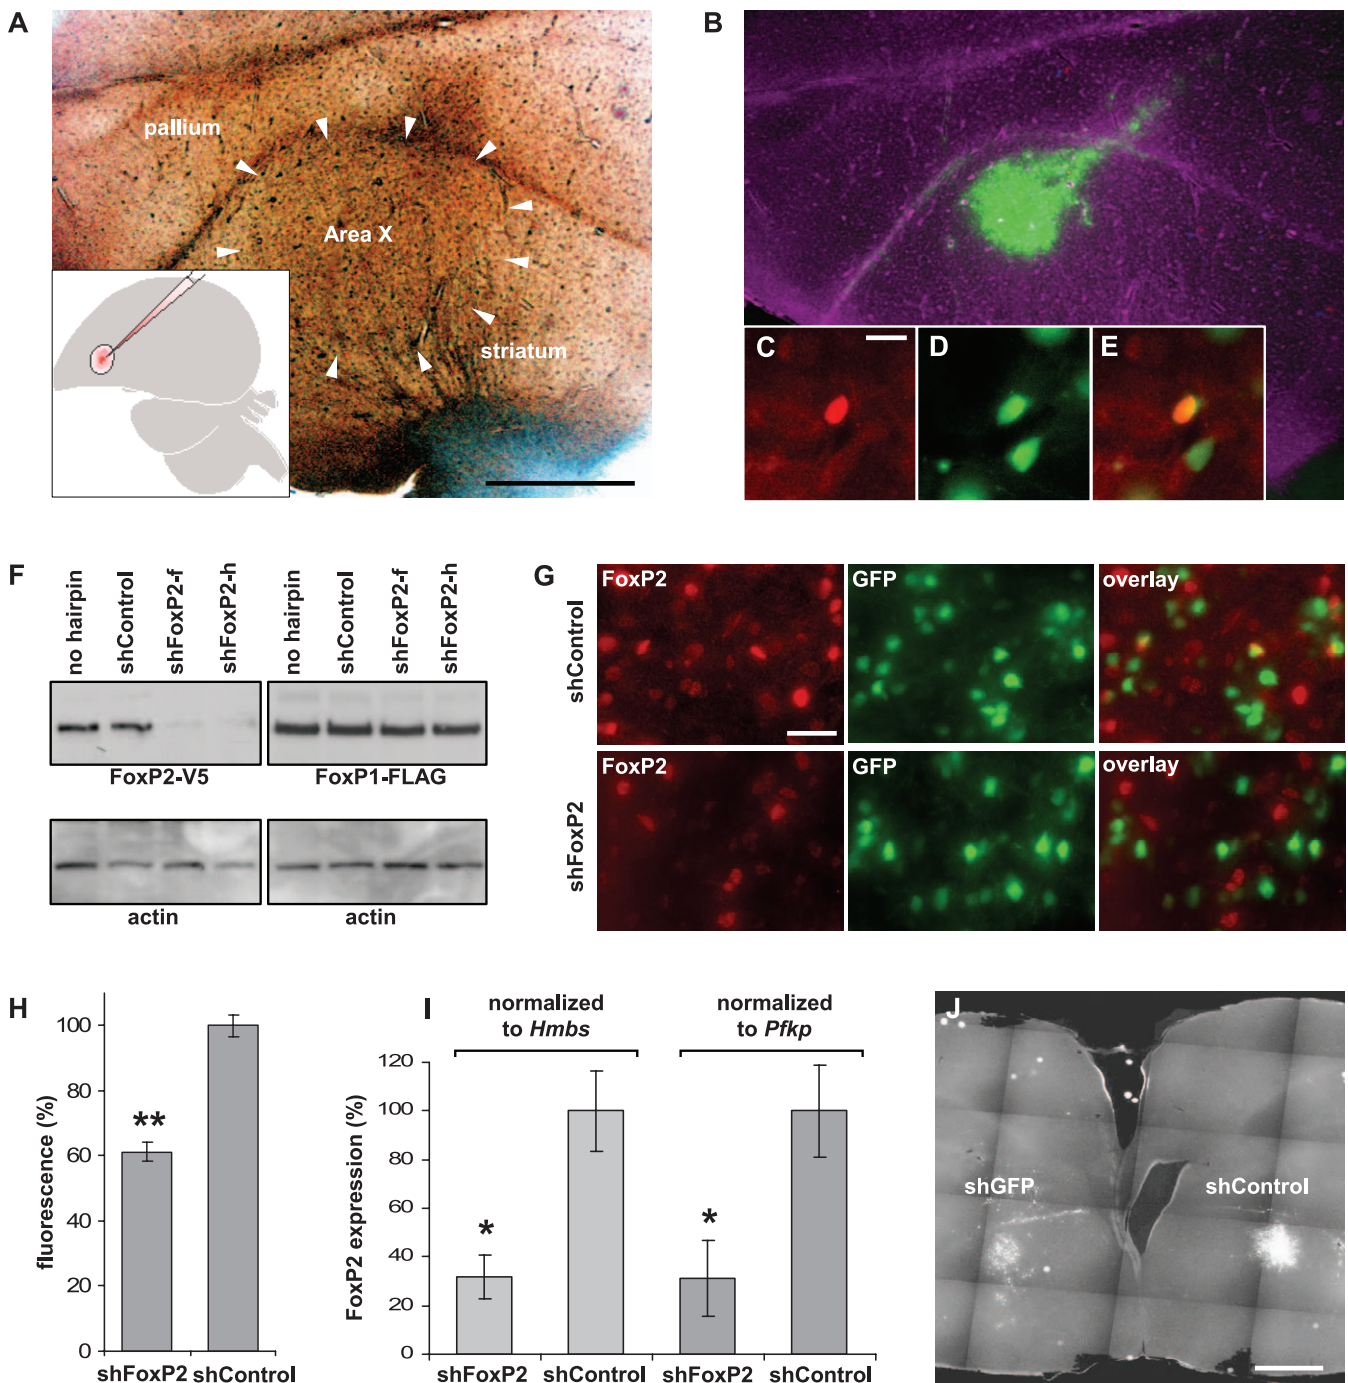 A
pallium
Area X
striatum
B
C
D
E
F
no hairpin
shControl
shFoxP2-f
shFoxP2-h
no hairpin
shControl
shFoxP2-f
shFoxP2-h
FoxP2-V5
FoxP1-FLAG
actin
actin
G
shControl
FoxP2
GFP
overlay
shFoxP2
FoxP2
GFP
overlay
H
fluorescence (%)
100
80
60
40
20
0
**
shFoxP2
shControl
I
normalized
to Hmbs
normalized
to Pfkp
FoxP2 expression (%)
120
100
80
60
40
20
0
*
*
shFoxP2
shControl
shFoxP2
shControl
J
shGFP
shControl